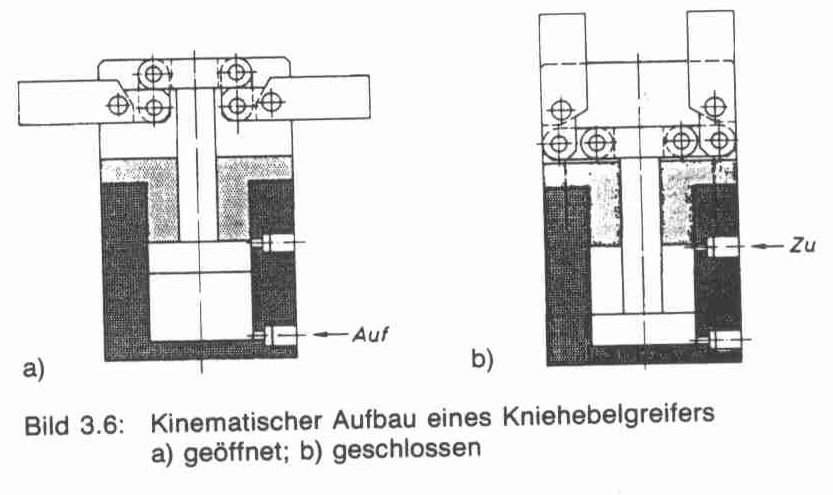 Auf
a)
Zu
b)
Bild 3.6: Kinematischer Aufbau eines Kniehebelgreifers
a) geöffnet; b) geschlossen